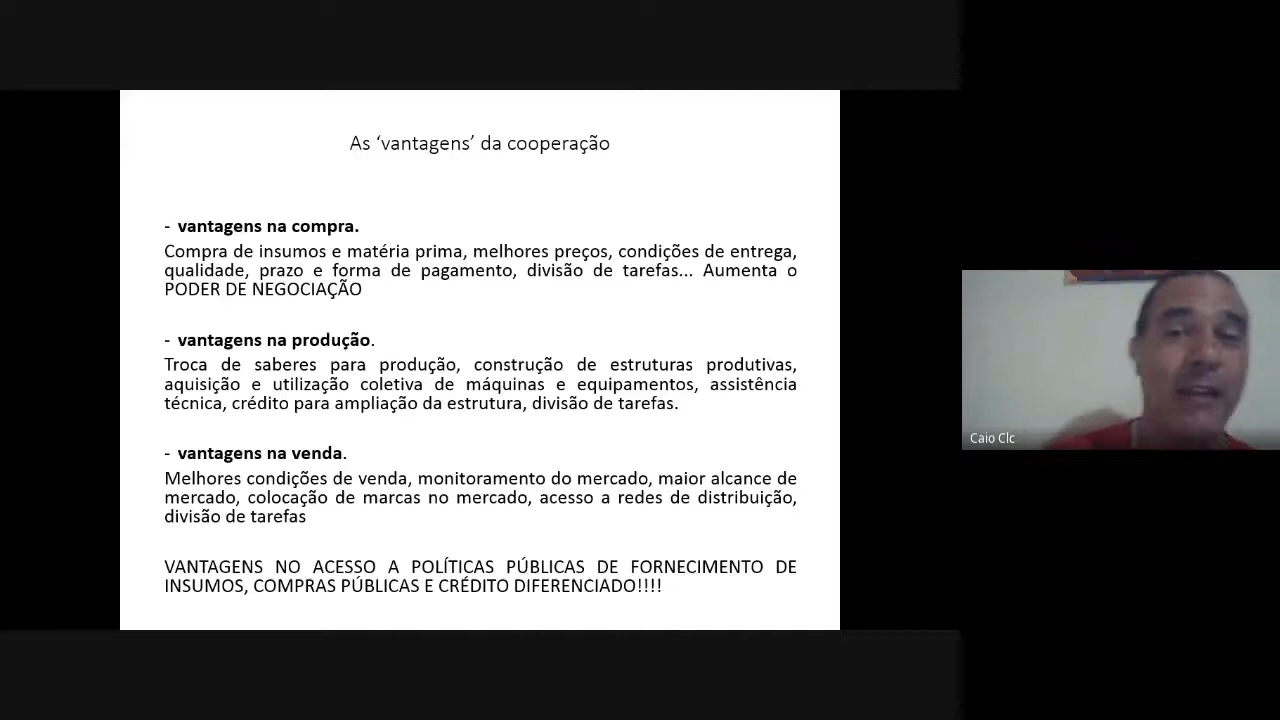 As ‘vantagens’ da cooperação
- vantagens na compra.
Compra de insumos e matéria prima, melhores preços, condições de entrega,
qualidade, prazo e forma de pagamento, divisão de tarefas... Aumenta o
PODER DE NEGOCIAÇÃO
- vantagens na produção.
Troca de saberes para produção, construção de estruturas produtivas,
aquisição e utilização coletiva de máquinas e equipamentos, assistência
técnica, crédito para ampliação da estrutura, divisão de tarefas.
- vantagens na venda.
Melhores condições de venda, monitoramento do mercado, maior alcance de
mercado, colocação de marcas no mercado, acesso a redes de distribuição,
divisão de tarefas
VANTAGENS NO ACESSO A POLÍTICAS PÚBLICAS DE FORNECIMENTO DE
INSUMOS, COMPRAS PÚBLICAS E CRÉDITO DIFERENCIADO!!!!
Caio Clc